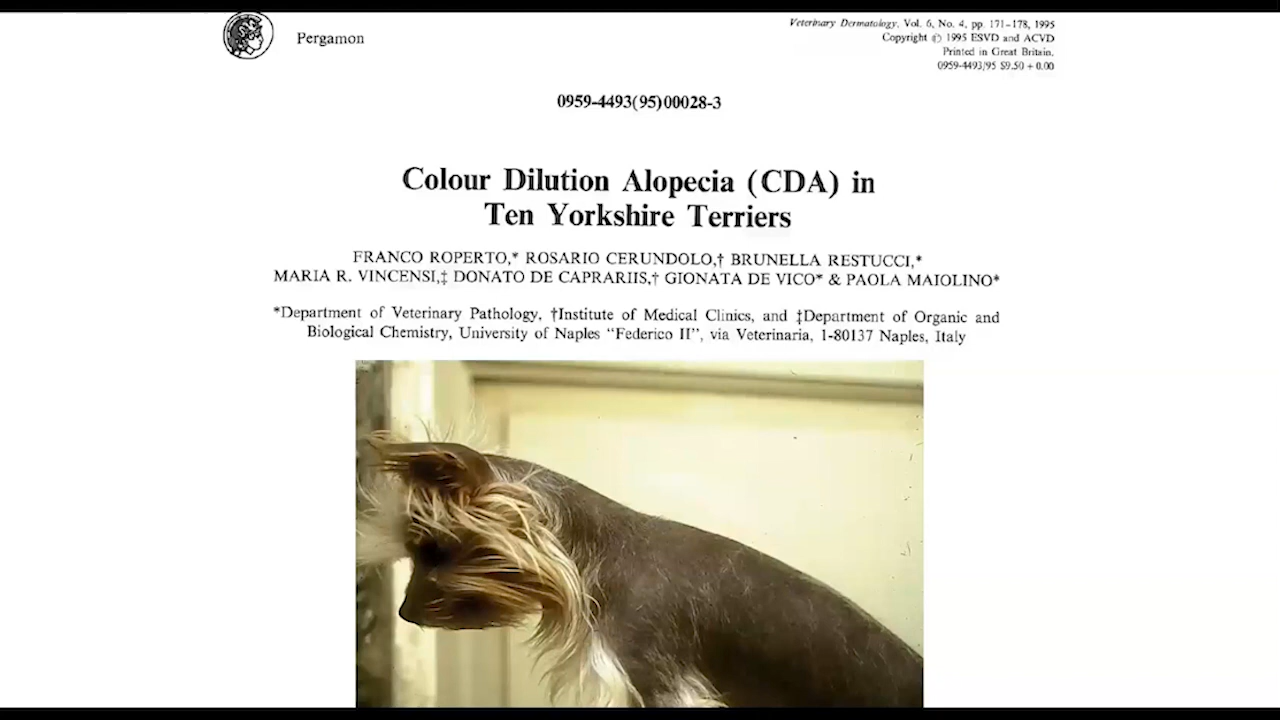 Pergamon
Veterinary Dermatology, Vol. 6, No. 4, pp. 171–178, 1995
Copyright © 1995 ESVD and ACVD
Printed in Great Britain.
0959-4493/95 $9.50 + 0.00
0959-4493(95)00028-3
Colour Dilution Alopecia (CDA) in
Ten Yorkshire Terriers
FRANCO ROPERTO,* ROSARIO CERUNDOLO,† BRUNELLA RESTUCCI,*
MARIA R. VINCENSI,‡ DONATO DE CAPRARIIS,† GIONATA DE VICO* & PAOLA MAIOLINO*
*Department of Veterinary Pathology, †Institute of Medical Clinics, and ‡Department of Organic and
Biological Chemistry, University of Naples “Federico II”, via Veterinaria, 1-80137 Naples, Italy